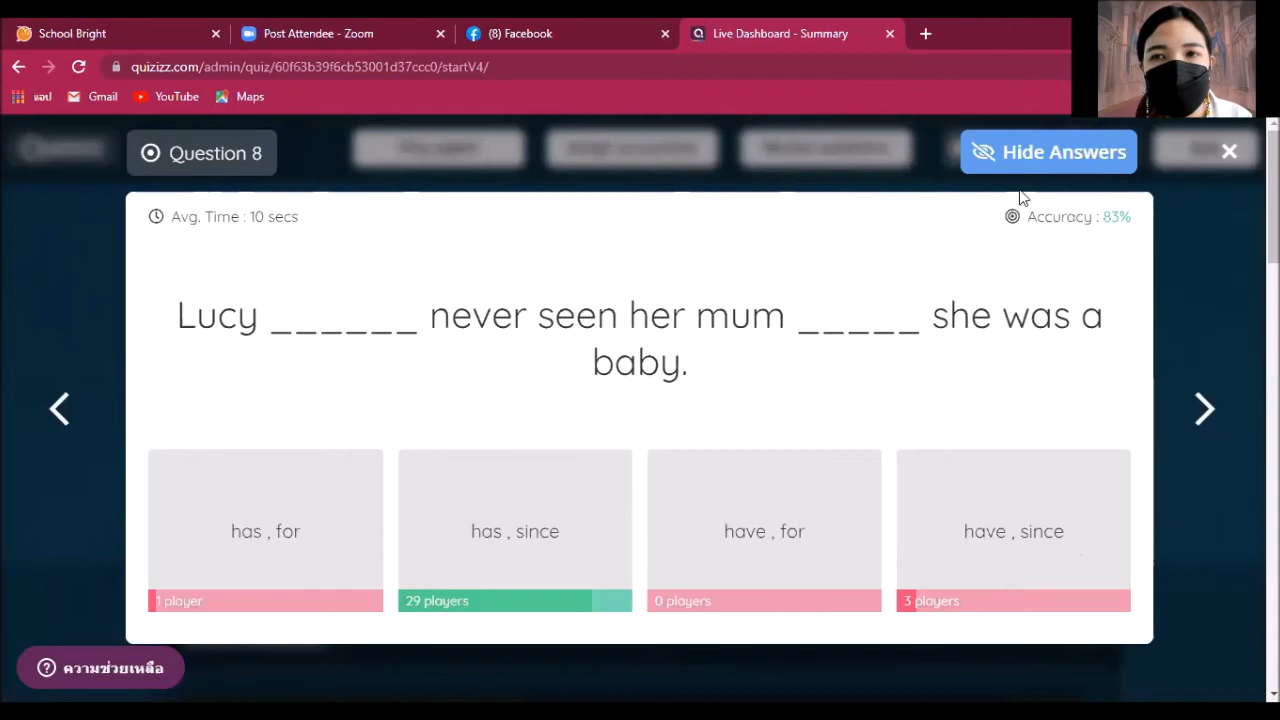 School Bright
Post Attendee - Zoom
(8) Facebook
Live Dashboard - Summary
quizizz.com/admin/quiz/60f63b39f6cb53001d37ccc0/startV4/
แอป
Gmail
YouTube
Maps
Question 8
Hide Answers
Avg. Time : 10 secs
Accuracy : 83%
Lucy ______ never seen her mum _____ she was a
baby.
has , for
has , since
have , for
have , since
1 player
29 players
0 players
3 players
ความช่วยเหลือ